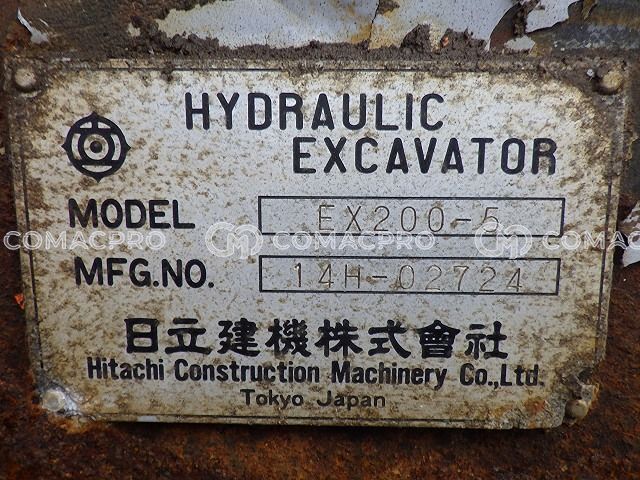 HYDRAULIC
EXCAVATOR
MODEL EX200-5
COMACPRO COMACPRO COMACPRO
MFG.NO. 14H-02724
日立建機株式會社
Hitachi Construction Machinery Co.,Ltd.
Tokyo Japan